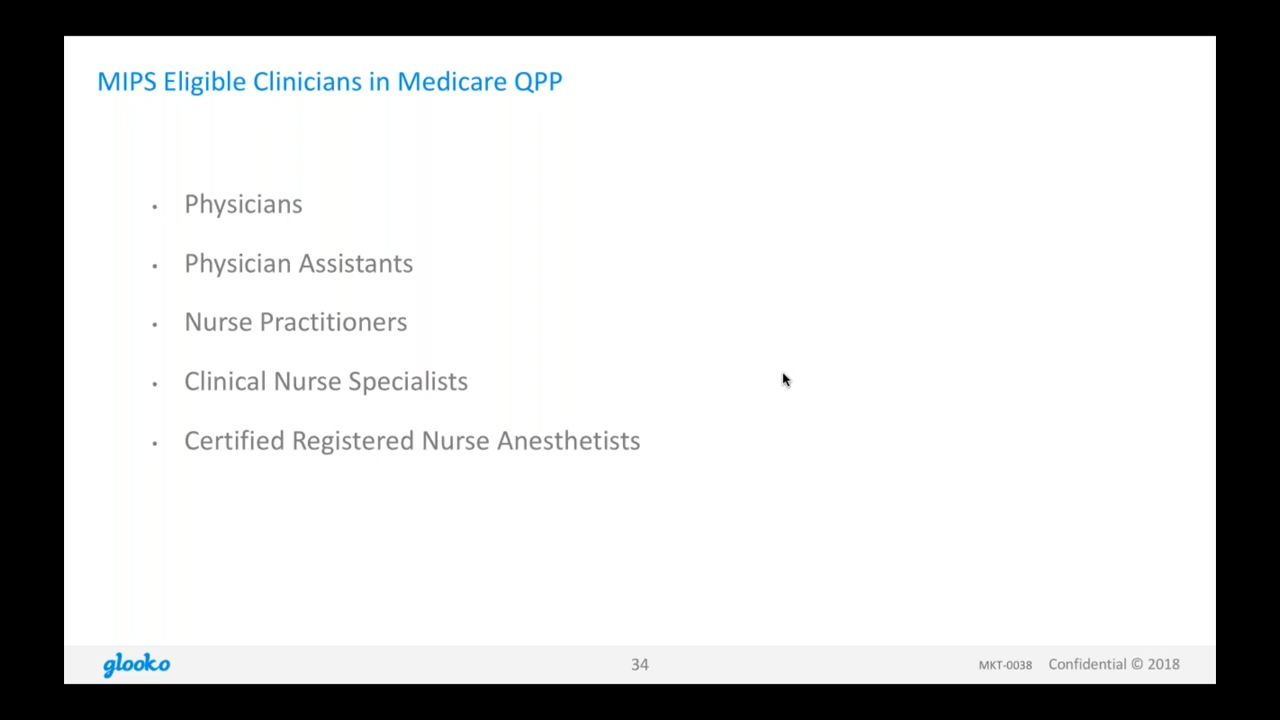 MIPS Eligible Clinicians in Medicare QPP
• Physicians
• Physician Assistants
• Nurse Practitioners
• Clinical Nurse Specialists
• Certified Registered Nurse Anesthetists
glooko 34 MKT-0038 Confidential © 2018